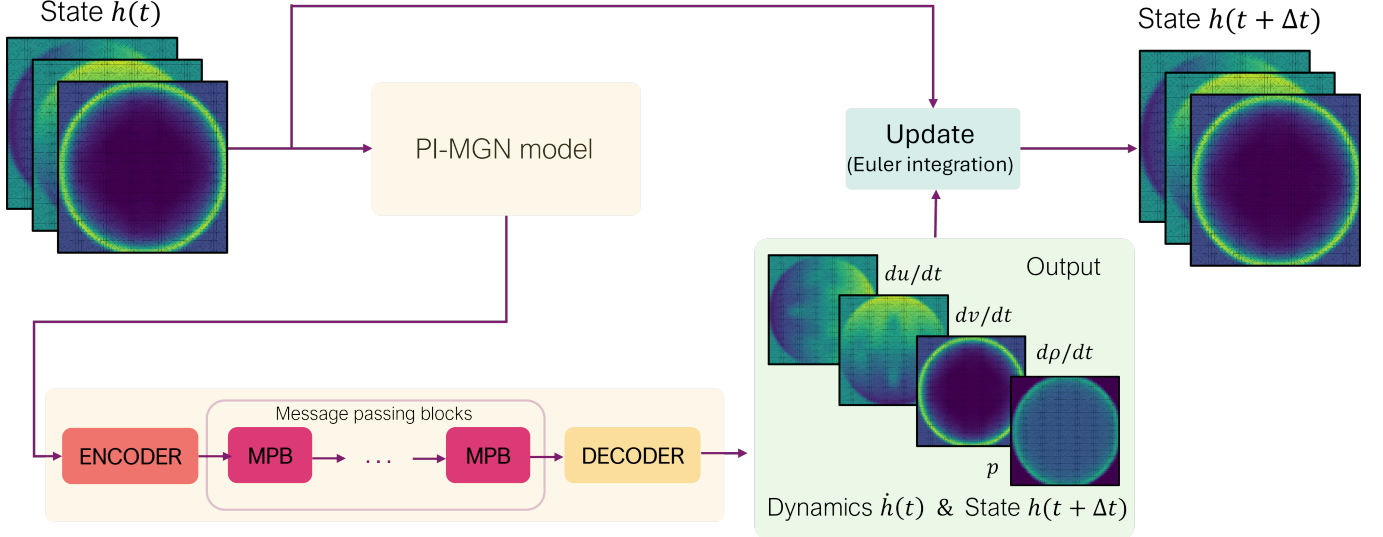 State h(t)
State h(t + Δt)
PI-MGN model
Update
(Euler integration)
Output
du/dt
dv/dt
dρ/dt
p
Message passing blocks
ENCODER
MPB
...
MPB
DECODER
Dynamics ḣ(t) & State h(t + Δt)